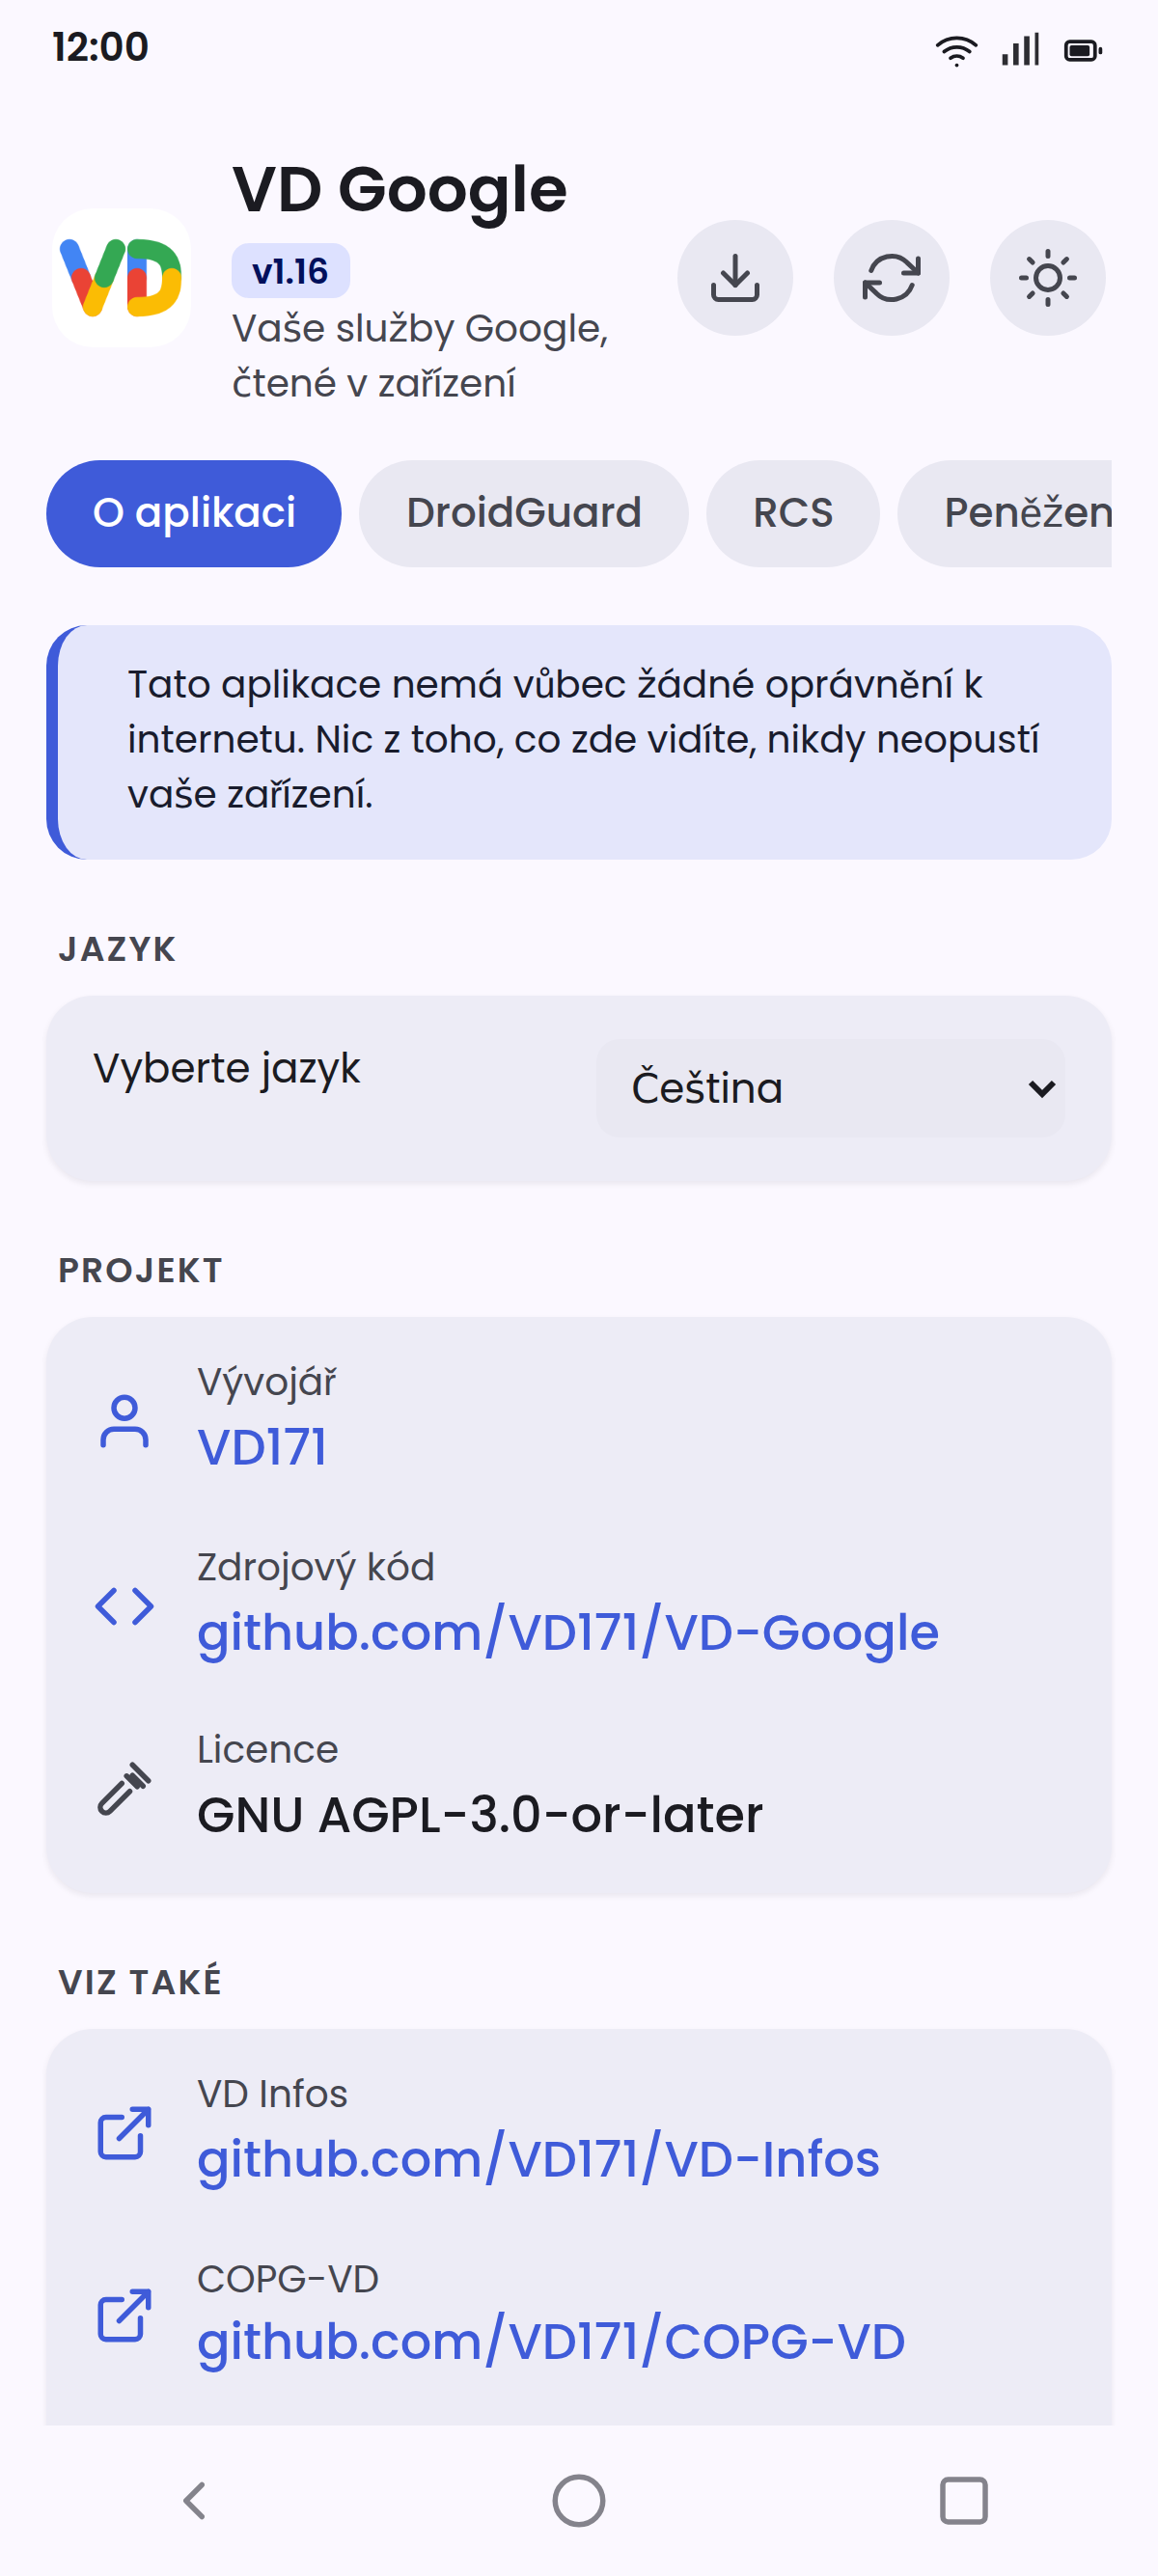 12:00
VD
VD Google
v1.16
Vaše služby Google,
čtené v zařízení
O aplikaci
DroidGuard
RCS
Peněžen
Tato aplikace nemá vůbec žádné oprávnění k
internetu. Nic z toho, co zde vidíte, nikdy neopustí
vaše zařízení.
JAZYK
Vyberte jazyk
Čeština
PROJEKT
Vývojář
VD171
Zdrojový kód
github.com/VD171/VD-Google
Licence
GNU AGPL-3.0-or-later
VIZ TAKÉ
VD Infos
github.com/VD171/VD-Infos
COPG-VD
github.com/VD171/COPG-VD